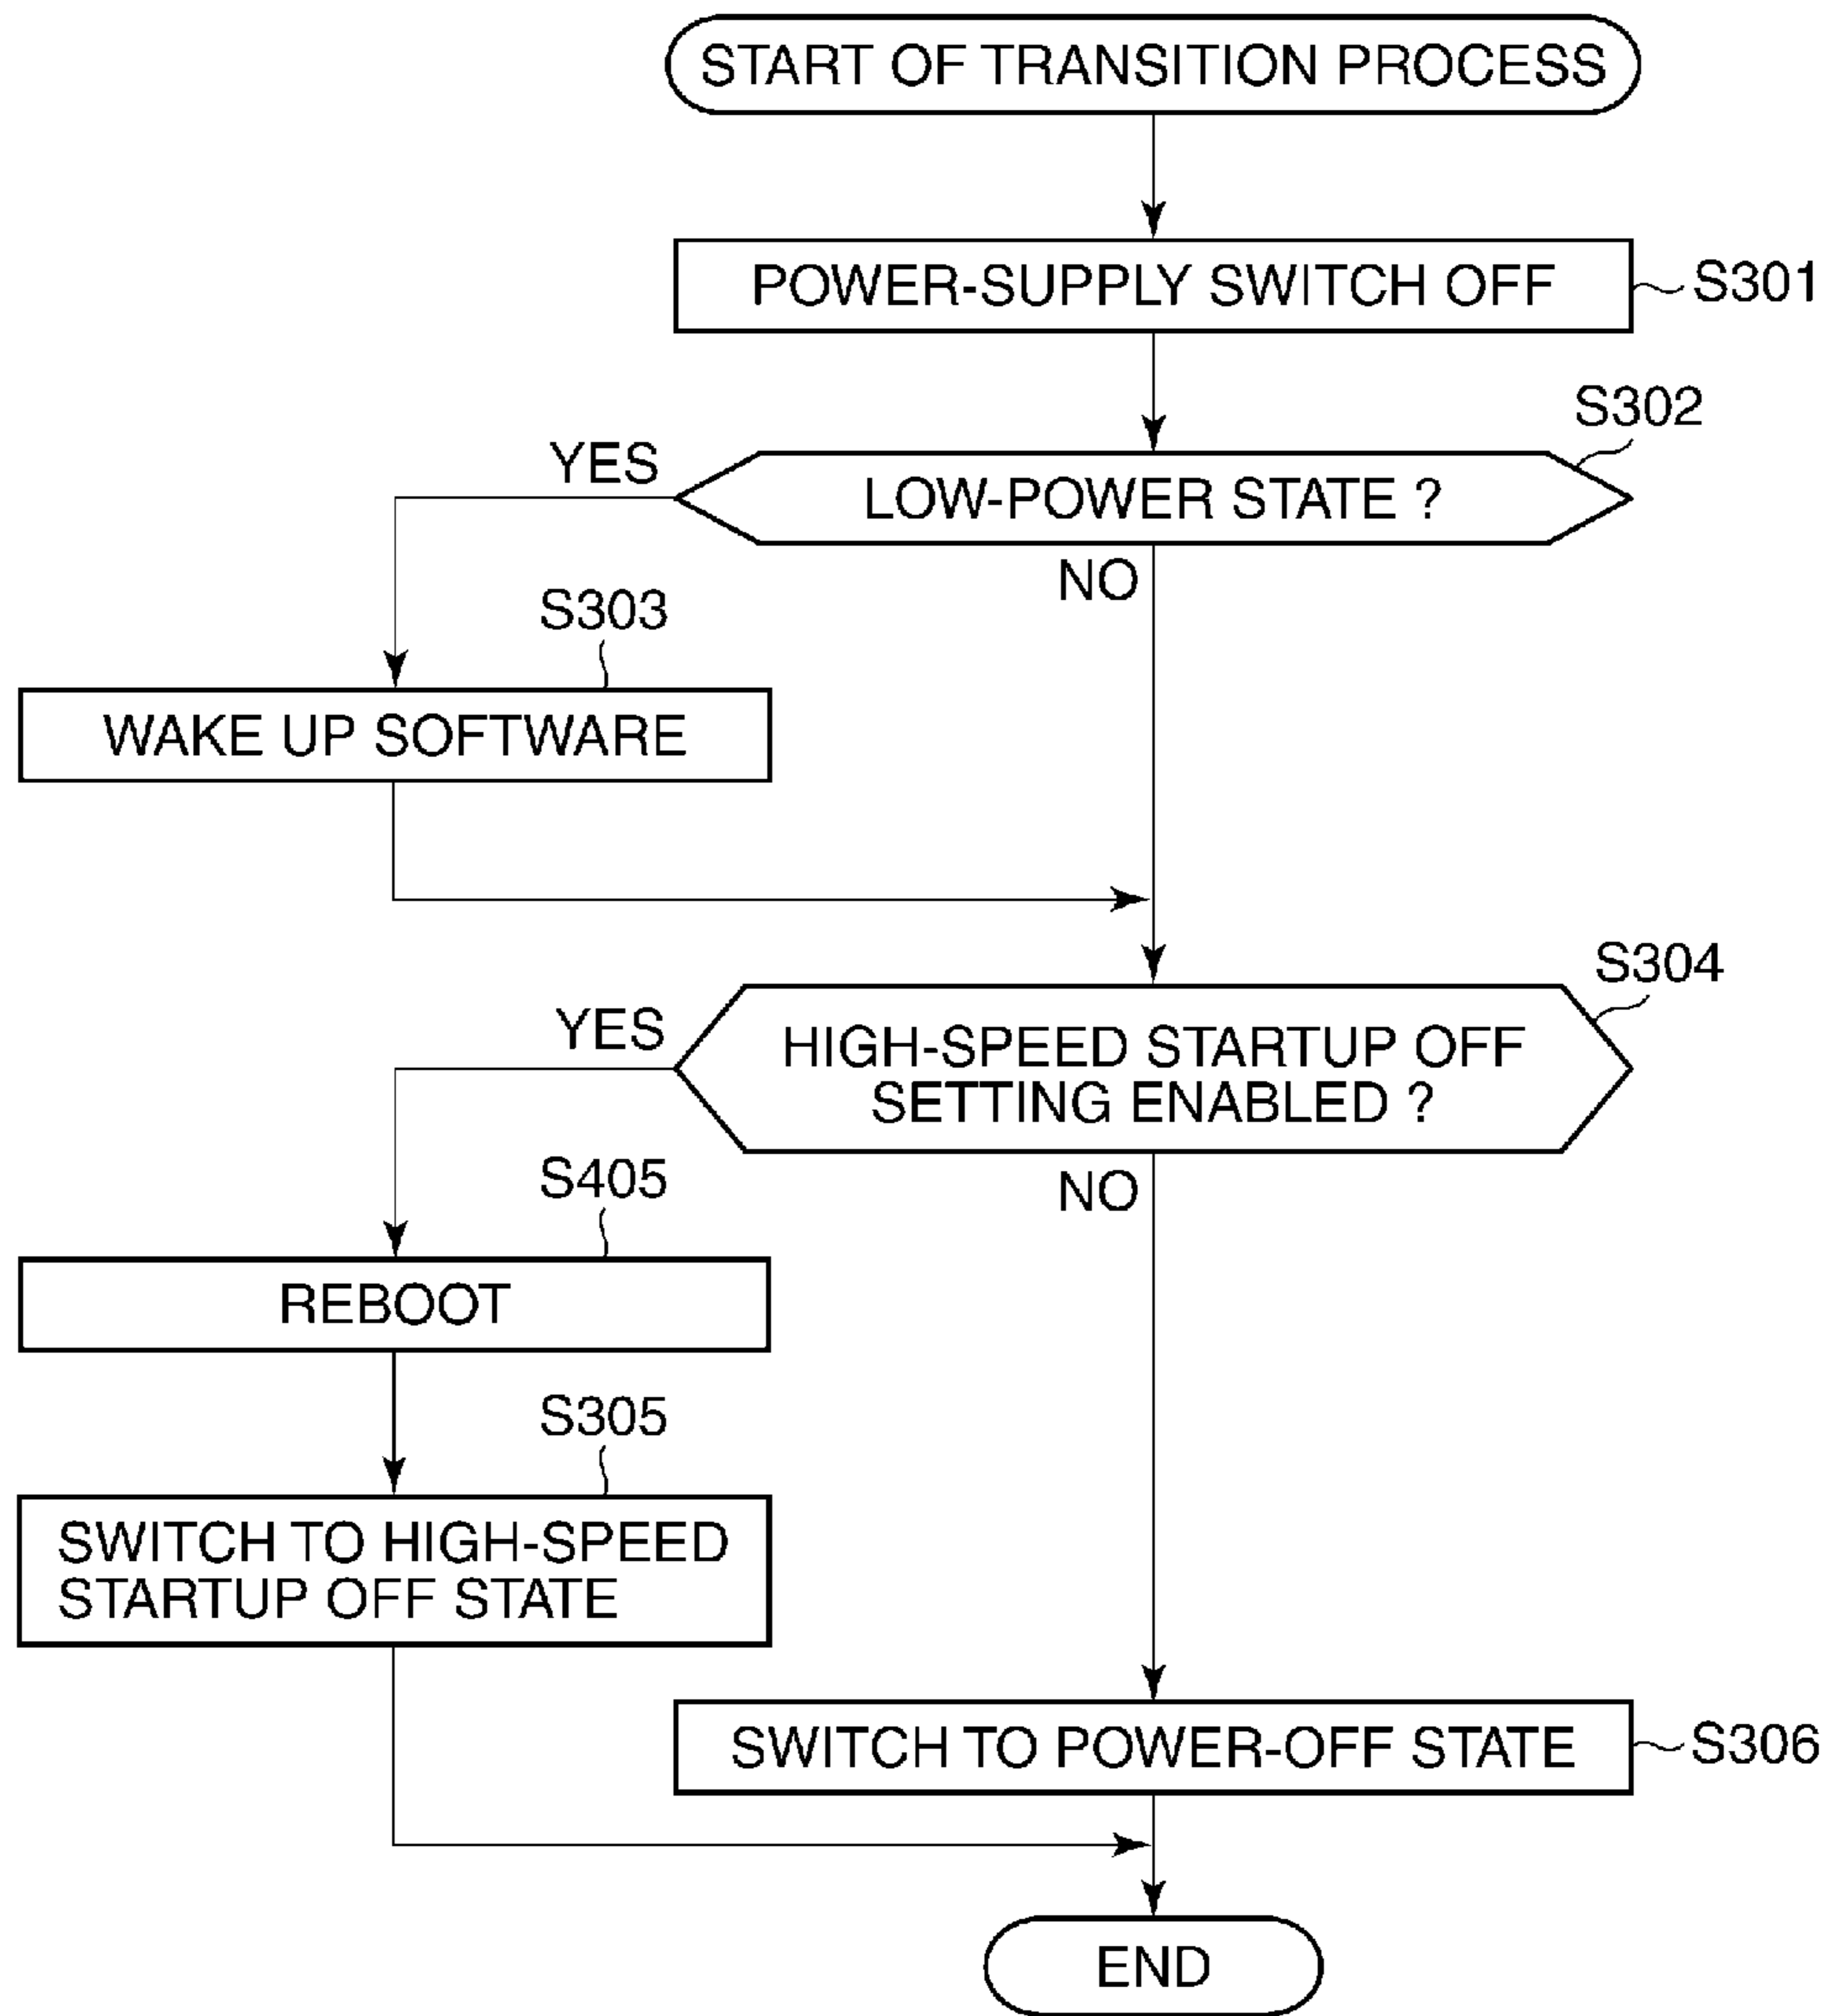 START OF TRANSITION PROCESS
POWER-SUPPLY SWITCH OFF
S301
S302
YES
LOW-POWER STATE ?
NO
S303
WAKE UP SOFTWARE
S304
YES
HIGH-SPEED STARTUP OFF
SETTING ENABLED ?
NO
S405
REBOOT
S305
SWITCH TO HIGH-SPEED
STARTUP OFF STATE
SWITCH TO POWER-OFF STATE
S306
END